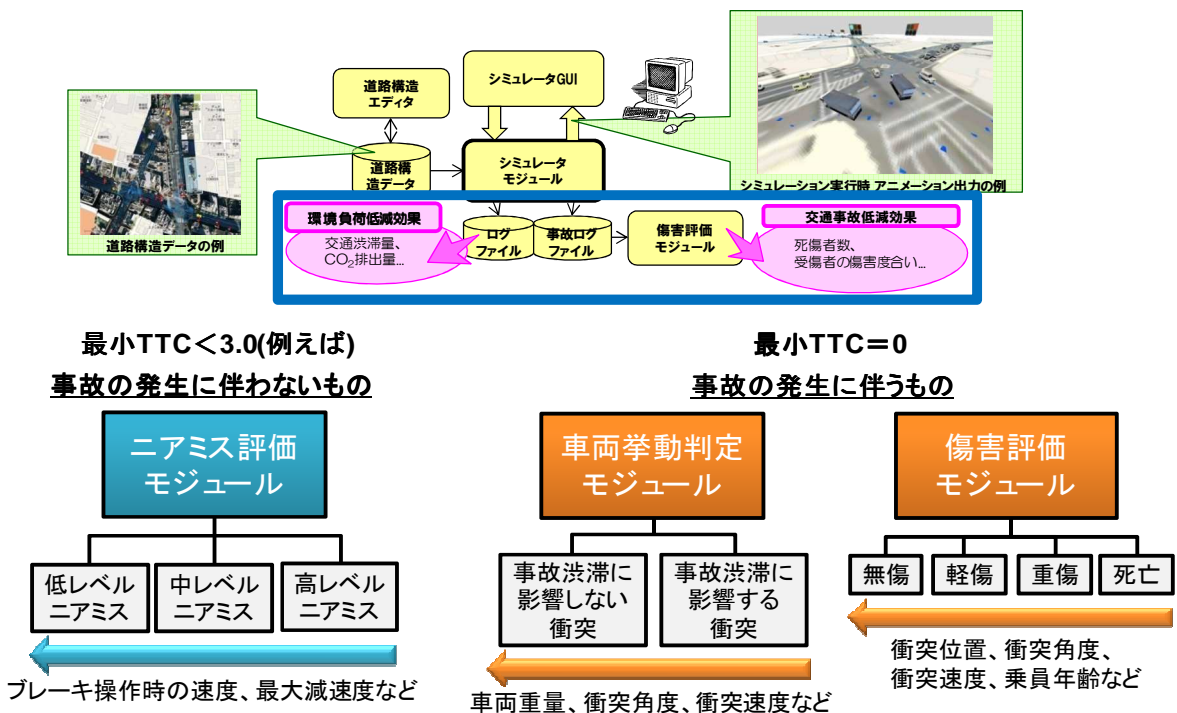 シミュレータGUI
道路構造
エディタ
道路構
造データ
シミュレータ
モジュール
道路構造データの例
シミュレーション実行時 アニメーション出力の例
環境負荷低減効果
交通渋滞量、
CO₂排出量...
ログ
ファイル
事故ログ
ファイル
傷害評価
モジュール
交通事故低減効果
死傷者数、
受傷者の傷害度合い...
最小TTC<3.0(例えば)
事故の発生に伴わないもの
最小TTC=0
事故の発生に伴うもの
ニアミス評価
モジュール
低レベル
ニアミス
中レベル
ニアミス
高レベル
ニアミス
ブレーキ操作時の速度、最大減速度など
車両挙動判定
モジュール
事故渋滞に
影響しない
衝突
事故渋滞に
影響する
衝突
車両重量、衝突角度、衝突速度など
傷害評価
モジュール
無傷
軽傷
重傷
死亡
衝突位置、衝突角度、
衝突速度、乗員年齢など